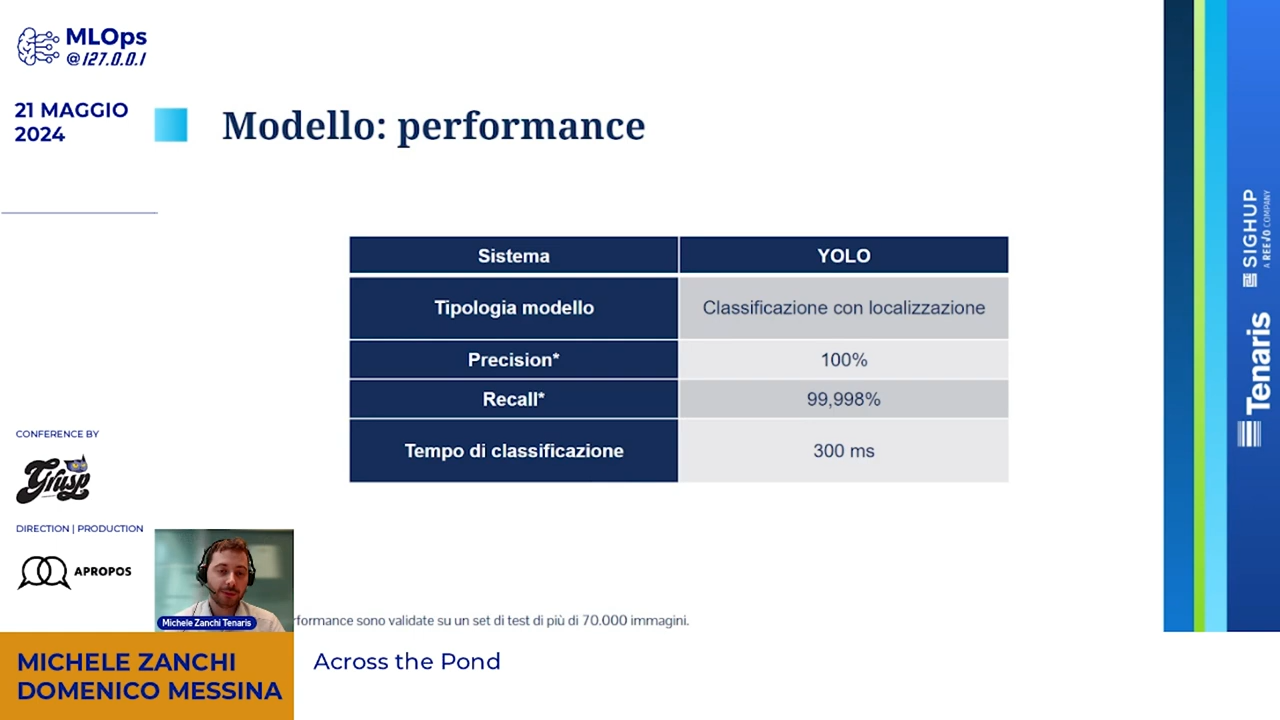 MLOps
@127.0.0.1
21 MAGGIO
2024
Modello: performance
Sistema YOLO
Tipologia modello Classificazione con localizzazione
Precision* 100%
Recall* 99,998%
Tempo di classificazione 300 ms
SIGHUP
A REEVO COMPANY
Tenaris
CONFERENCE BY
Grusp
DIRECTION | PRODUCTION
APROPOS
Michele Zanchi Tenaris
rformance sono validate su un set di test di più di 70.000 immagini.
MICHELE ZANCHI
DOMENICO MESSINA
Across the Pond